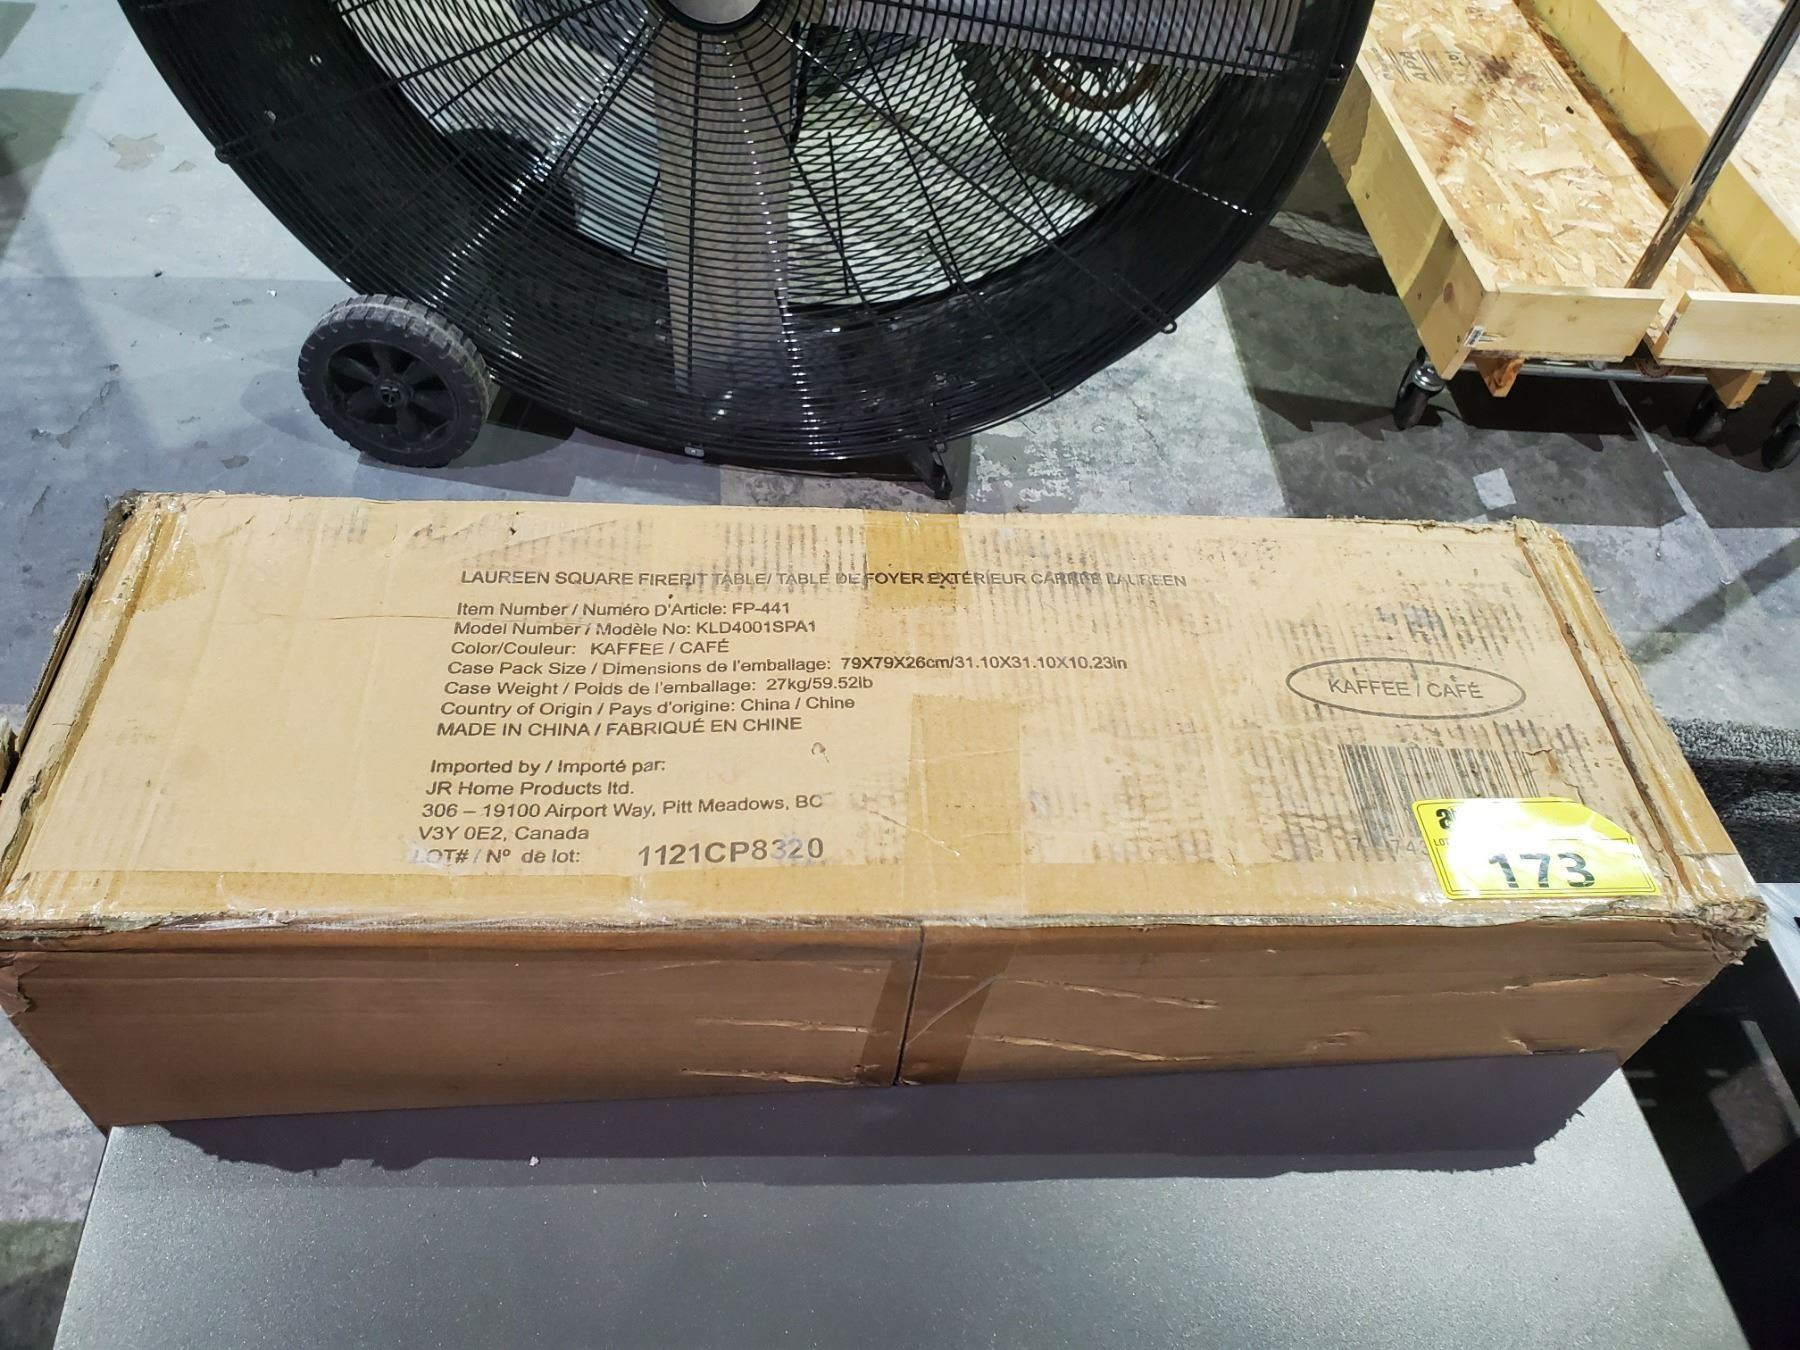 LAUREEN SQUARE FIREPIT TABLE/ TABLE DE FOYER EXTÉRIEUR CARRÉE LAUREEN
Item Number / Numéro D'Article: FP-441
Model Number / Modèle No: KLD4001SPA1
Color/Couleur: KAFFEE / CAFÉ
Case Pack Size / Dimensions de l'emballage: 79X79X26cm/31.10X31.10X10.23in
Case Weight / Poids de l'emballage: 27kg/59.52lb
Country of Origin / Pays d'origine: China / Chine
MADE IN CHINA / FABRIQUÉ EN CHINE
KAFFEE / CAFÉ
Imported by / Importé par:
JR Home Products ltd.
306 – 19100 Airport Way, Pitt Meadows, BC
V3Y 0E2, Canada
LOT# / Nº de lot: 1121CP8320
LOT
173
APA